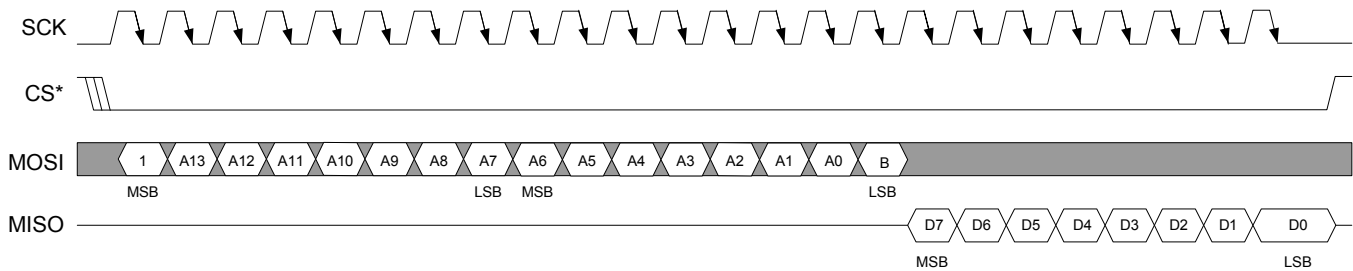 SCK
CS*
MOSI 1 A13 A12 A11 A10 A9 A8 A7 A6 A5 A4 A3 A2 A1 A0 B
MSB LSB MSB LSB
MISO D7 D6 D5 D4 D3 D2 D1 D0
MSB LSB